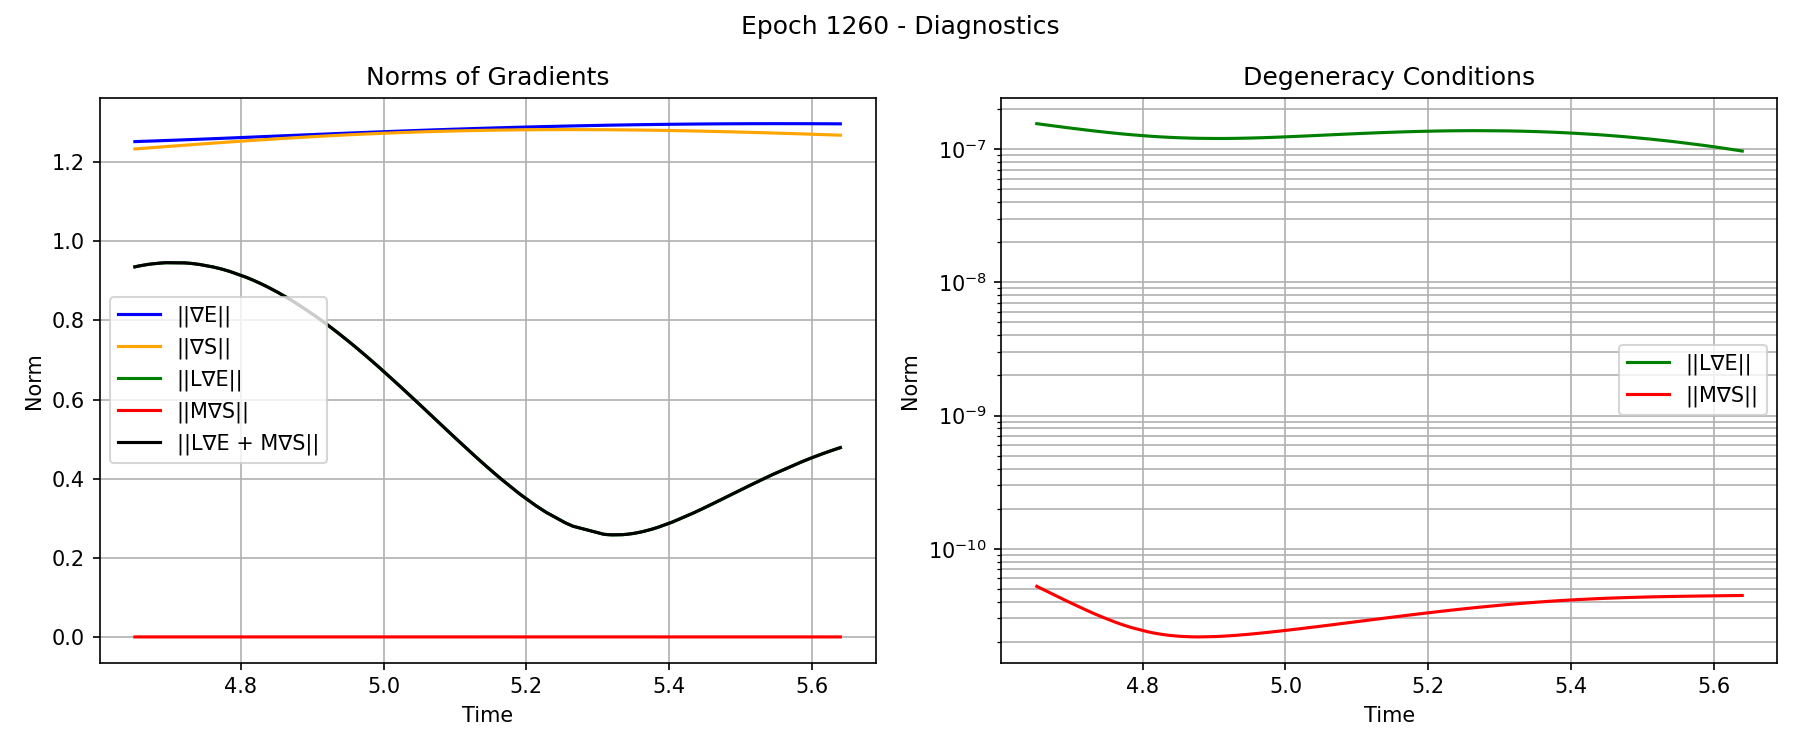 Epoch 1260 - Diagnostics
Norms of Gradients
Norm
1.2
1.0
0.8
0.6
0.4
0.2
0.0
||∇E||
||∇S||
||L∇E||
||M∇S||
||L∇E + M∇S||
4.8
5.0
5.2
5.4
5.6
Time
Degeneracy Conditions
Norm
10⁻⁷
10⁻⁸
10⁻⁹
10⁻¹⁰
||L∇E||
||M∇S||
4.8
5.0
5.2
5.4
5.6
Time